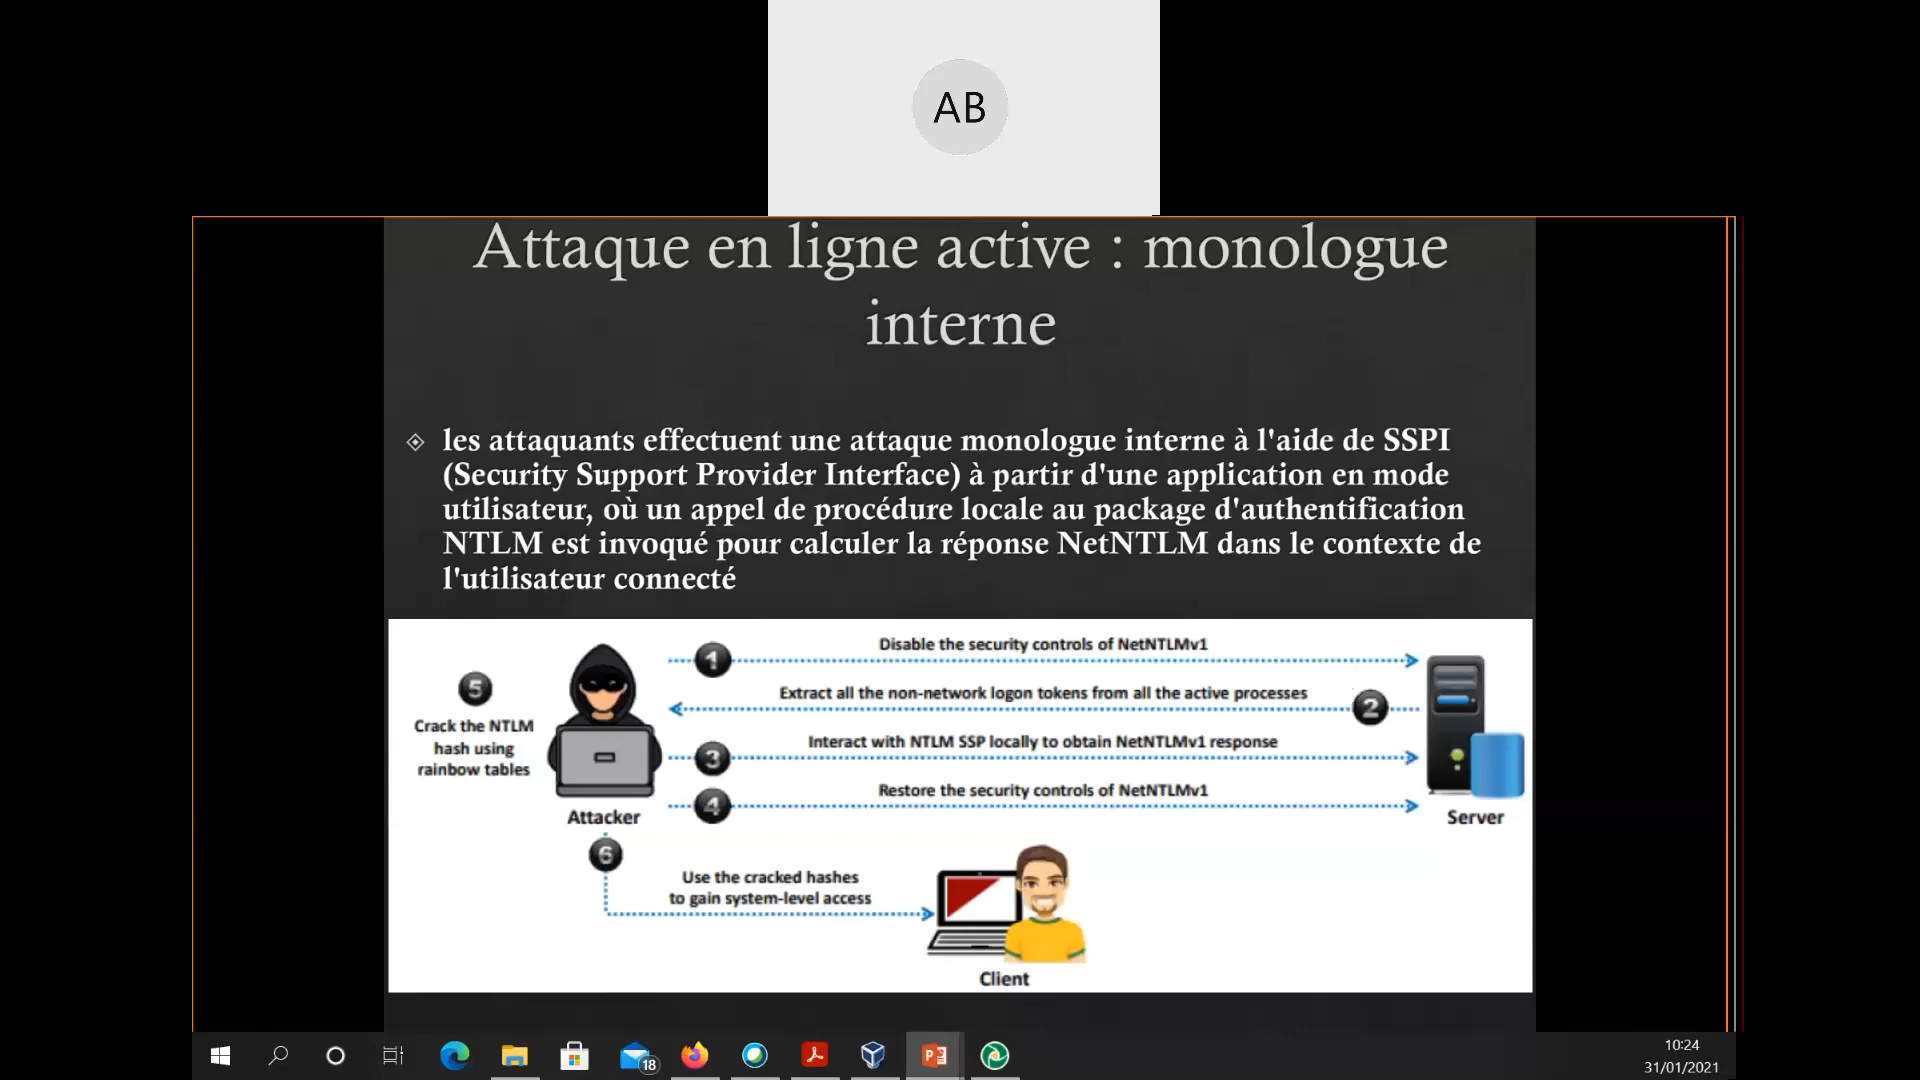 AB
Attaque en ligne active : monologue
interne
les attaquants effectuent une attaque monologue interne à l'aide de SSPI
(Security Support Provider Interface) à partir d'une application en mode
utilisateur, où un appel de procédure locale au package d'authentification
NTLM est invoqué pour calculer la réponse NetNTLM dans le contexte de
l'utilisateur connecté
1
Disable the security controls of NetNTLMv1
Extract all the non-network logon tokens from all the active processes
2
3
Interact with NTLM SSP locally to obtain NetNTLMv1 response
4
Restore the security controls of NetNTLMv1
5
Crack the NTLM
hash using
rainbow tables
Attacker
Server
6
Use the cracked hashes
to gain system-level access
Client
18
P
10:24
31/01/2021